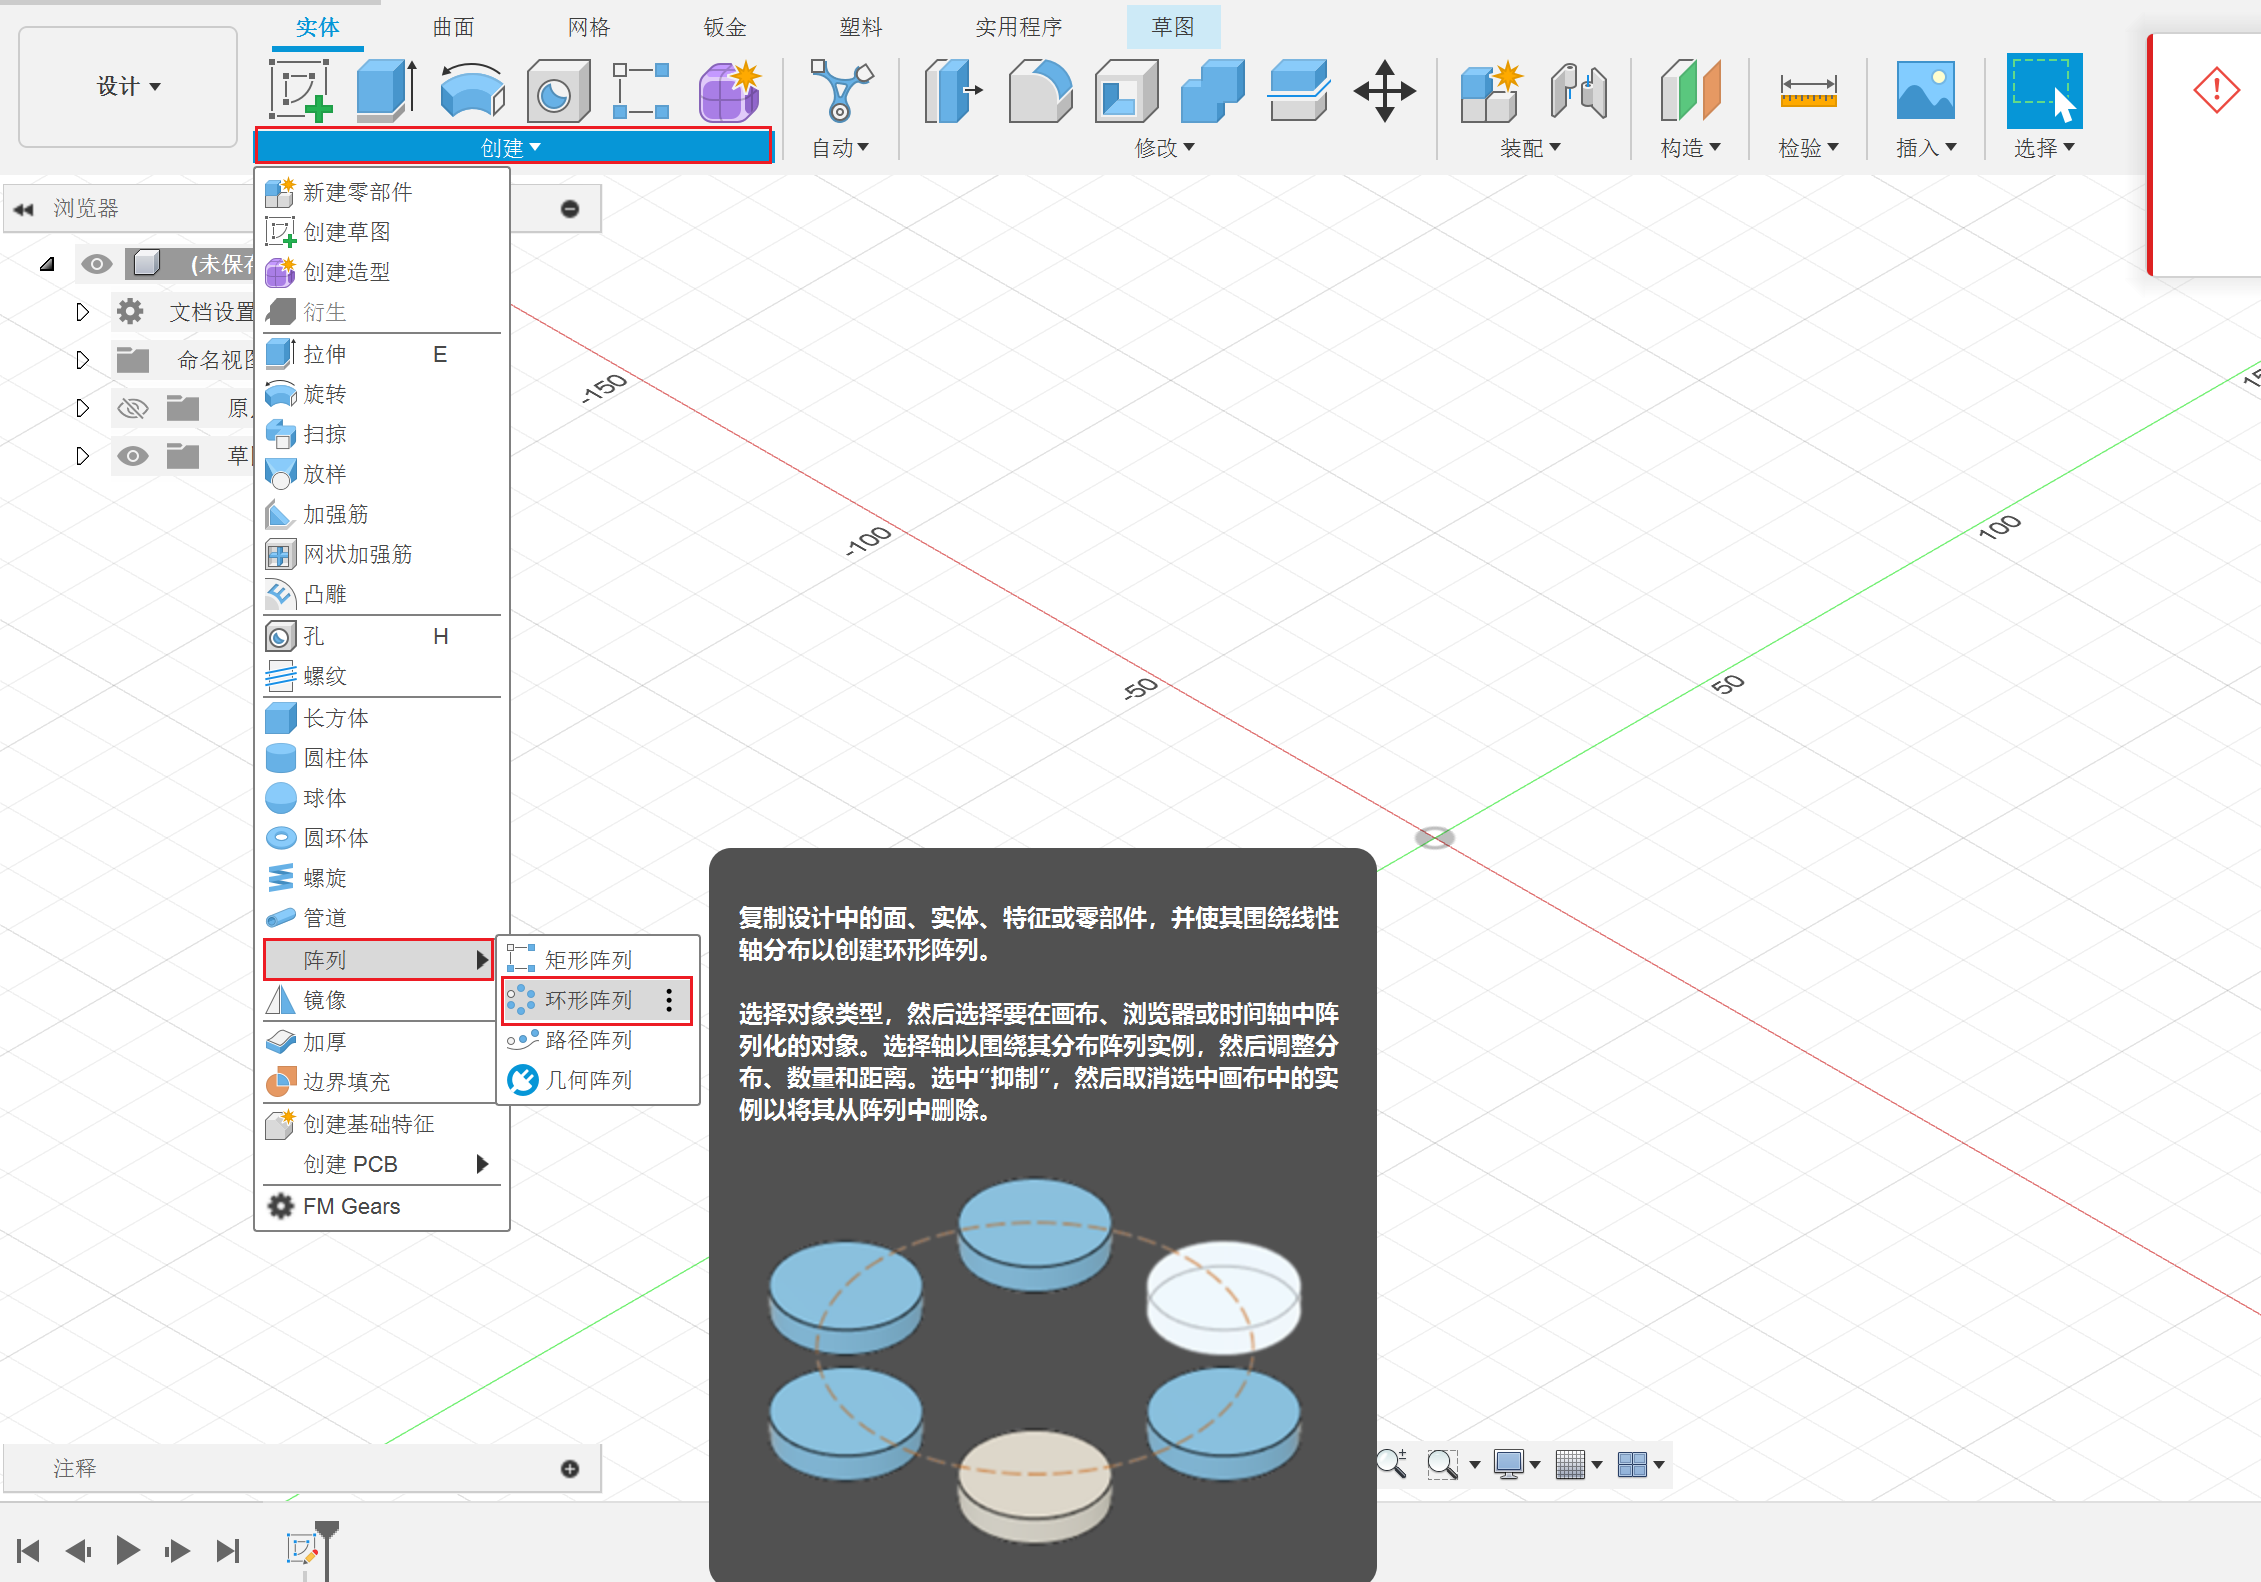 实体 曲面 网格 钣金 塑料 实用程序 草图
设计
创建 自动 修改 装配 构造 检验 插入 选择
浏览器
(未保存
文档设置
命名视图
原
草
新建零部件
创建草图
创建造型
衍生
拉伸 E
旋转
扫掠
放样
加强筋
网状加强筋
凸雕
孔 H
螺纹
长方体
圆柱体
球体
圆环体
螺旋
管道
阵列
镜像
加厚
边界填充
创建基础特征
创建 PCB
FM Gears
矩形阵列
环形阵列
路径阵列
几何阵列
复制设计中的面、实体、特征或零部件，并使其围绕线性
轴分布以创建环形阵列。
选择对象类型，然后选择要在画布、浏览器或时间轴中阵
列化的对象。选择轴以围绕其分布阵列实例，然后调整分
布、数量和距离。选中“抑制”，然后取消选中画布中的实
例以将其从阵列中删除。
-150
-100
-50
50
100
注释